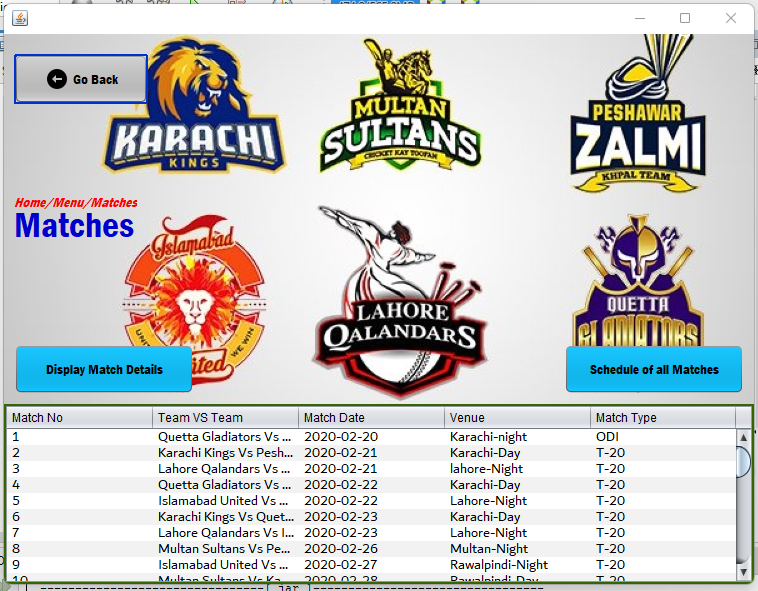 Go Back
KARACHI
KINGS
MULTAN
SULTANS
CRICKET KAY TOOFAN
PESHAWAR
ZALMI
KHPAL TEAM
Home/Menu/Matches
Matches
Islamabad
United
WE WIN
LAHORE
QALANDARS
QUETTA
GLADIATORS
Display Match Details
Schedule of all Matches
Match No Team VS Team Match Date Venue Match Type
1 Quetta Gladiators Vs ... 2020-02-20 Karachi-night ODI
2 Karachi Kings Vs Pesh... 2020-02-21 Karachi-Day T-20
3 Lahore Qalandars Vs ... 2020-02-21 lahore-Night T-20
4 Quetta Gladiators Vs ... 2020-02-22 Karachi-Day T-20
5 Islamabad United Vs ... 2020-02-22 Lahore-Night T-20
6 Karachi Kings Vs Quet... 2020-02-23 Karachi-Day T-20
7 Lahore Qalandars Vs I... 2020-02-23 Lahore-Night T-20
8 Multan Sultans Vs Pe... 2020-02-26 Multan-Night T-20
9 Islamabad United Vs ... 2020-02-27 Rawalpindi-Night T-20
10 Multan Sultans Vs Ka... 2020-02-28 Rawalpindi-Day T-20
jar